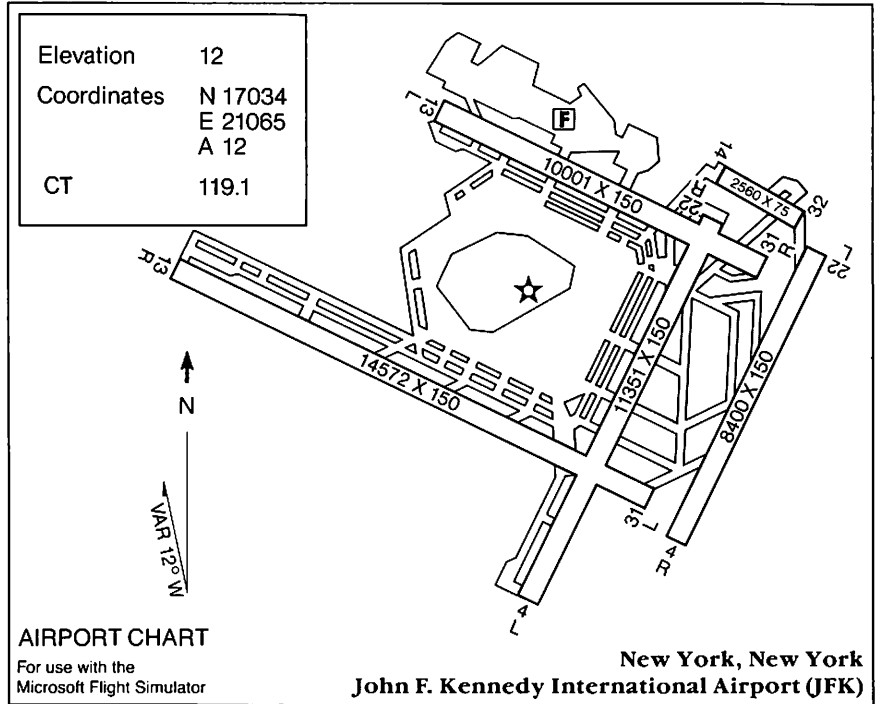 Elevation 12
Coordinates N 17034
E 21065
A 12
CT 119.1
13
L
F
10001 X 150
14
2560 X 75
32
22
R
31
R
22
L
13
R
14572 X 150
11351 X 150
8400 X 150
N
VAR 12° W
31
L
4
R
4
L
AIRPORT CHART
For use with the
Microsoft Flight Simulator
New York, New York
John F. Kennedy International Airport (JFK)